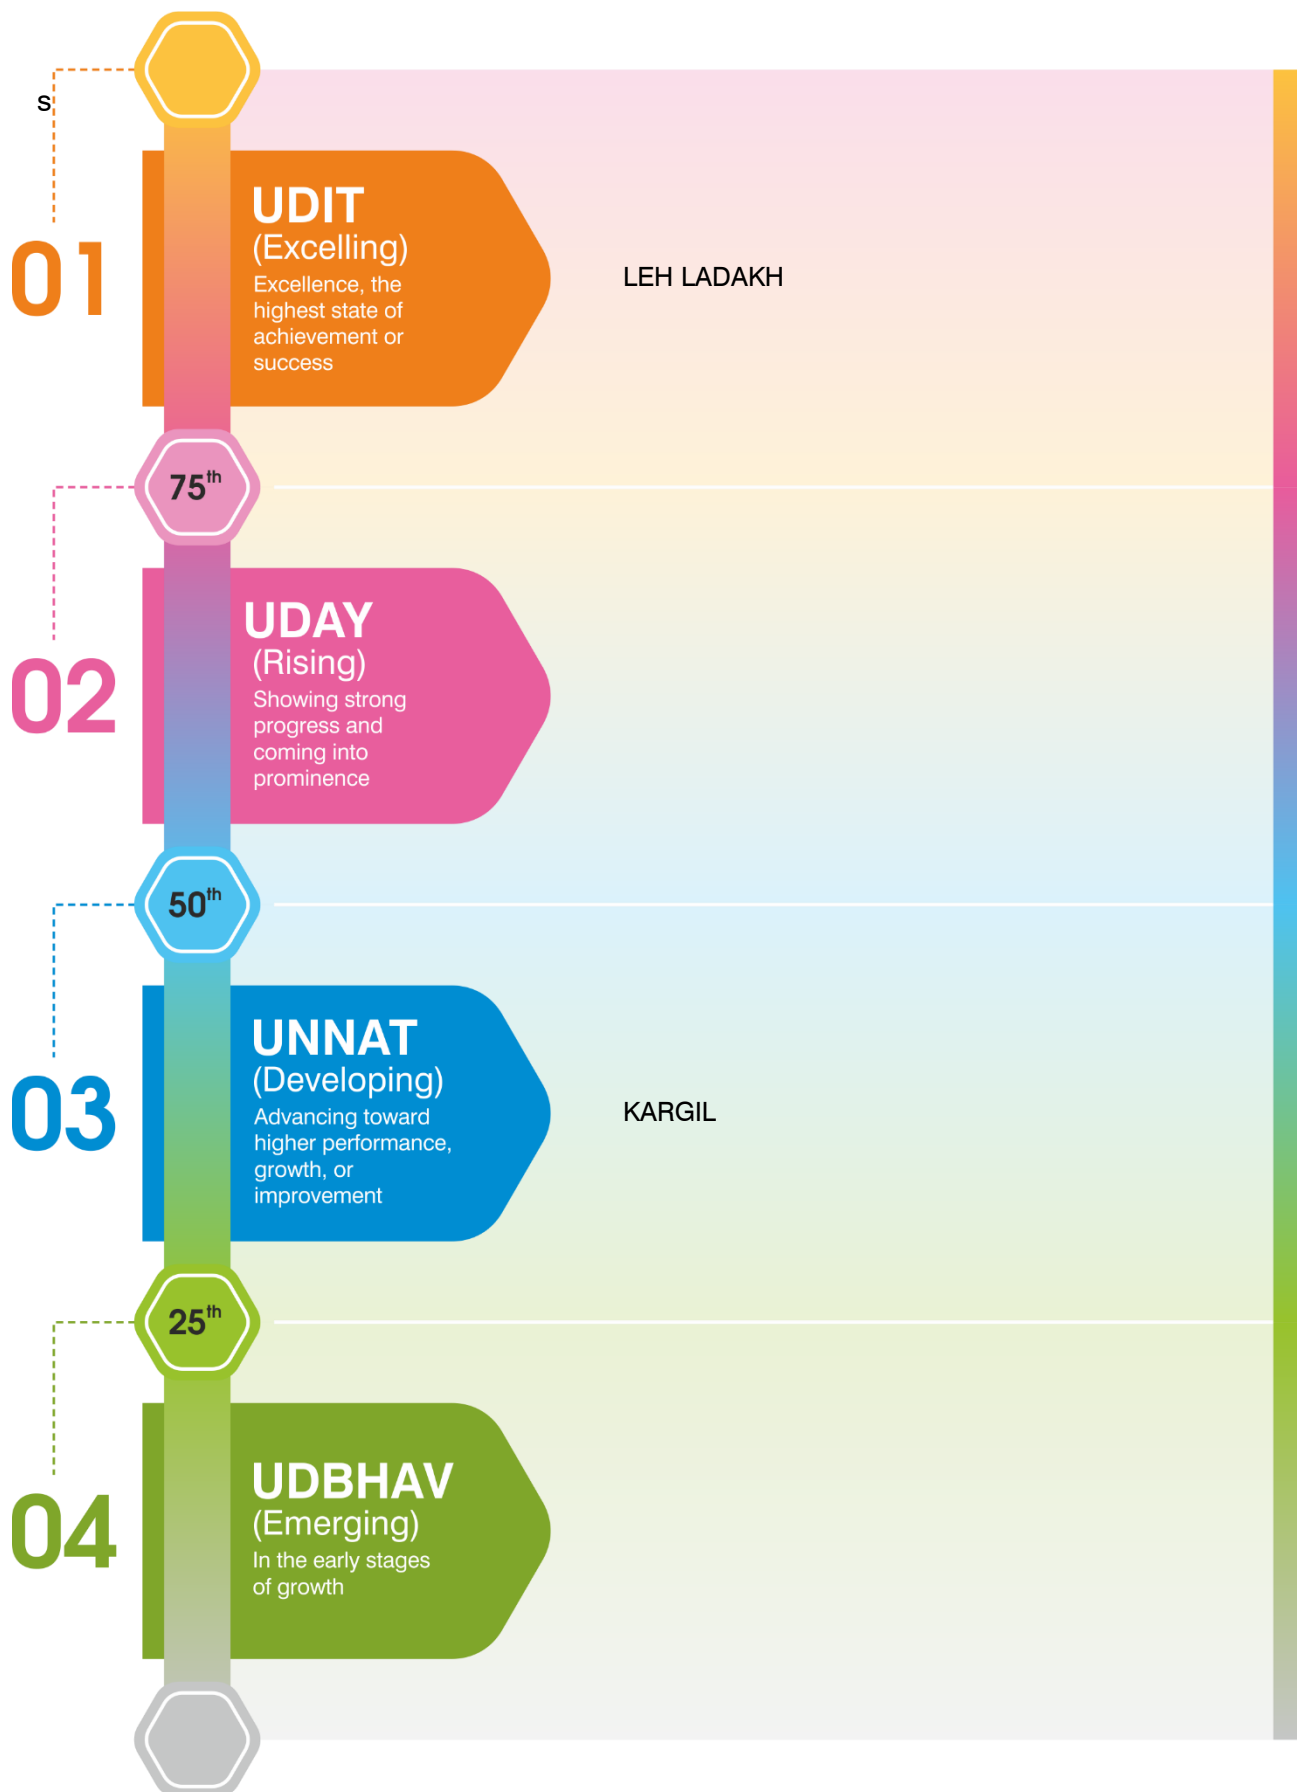 s
01
UDIT
(Excelling)
Excellence, the
highest state of
achievement or
success
LEH LADAKH
75th
02
UDAY
(Rising)
Showing strong
progress and
coming into
prominence
50th
03
UNNAT
(Developing)
Advancing toward
higher performance,
growth, or
improvement
KARGIL
25th
04
UDBHAV
(Emerging)
In the early stages
of growth